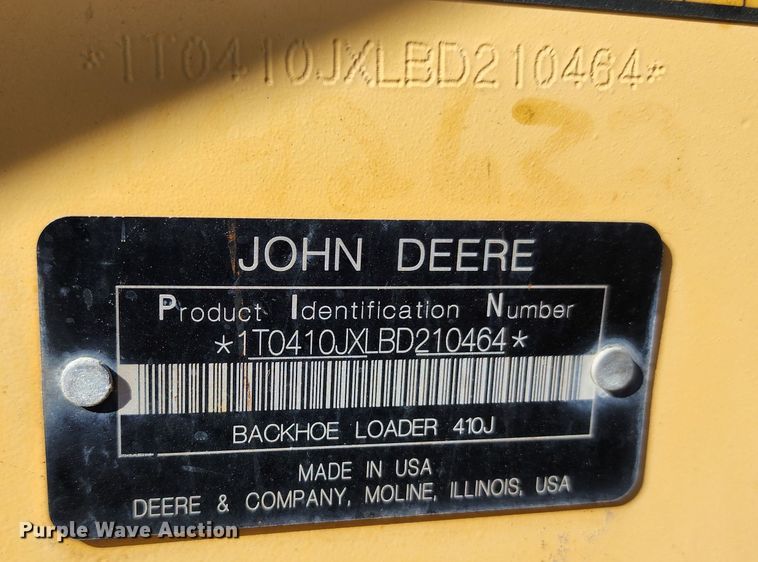 *1T0410JXLBD210464*
JOHN DEERE
Product Identification Number
*1T0410JXLBD210464*
BACKHOE LOADER 410J
MADE IN USA
DEERE & COMPANY, MOLINE, ILLINOIS, USA
Purple Wave Auction